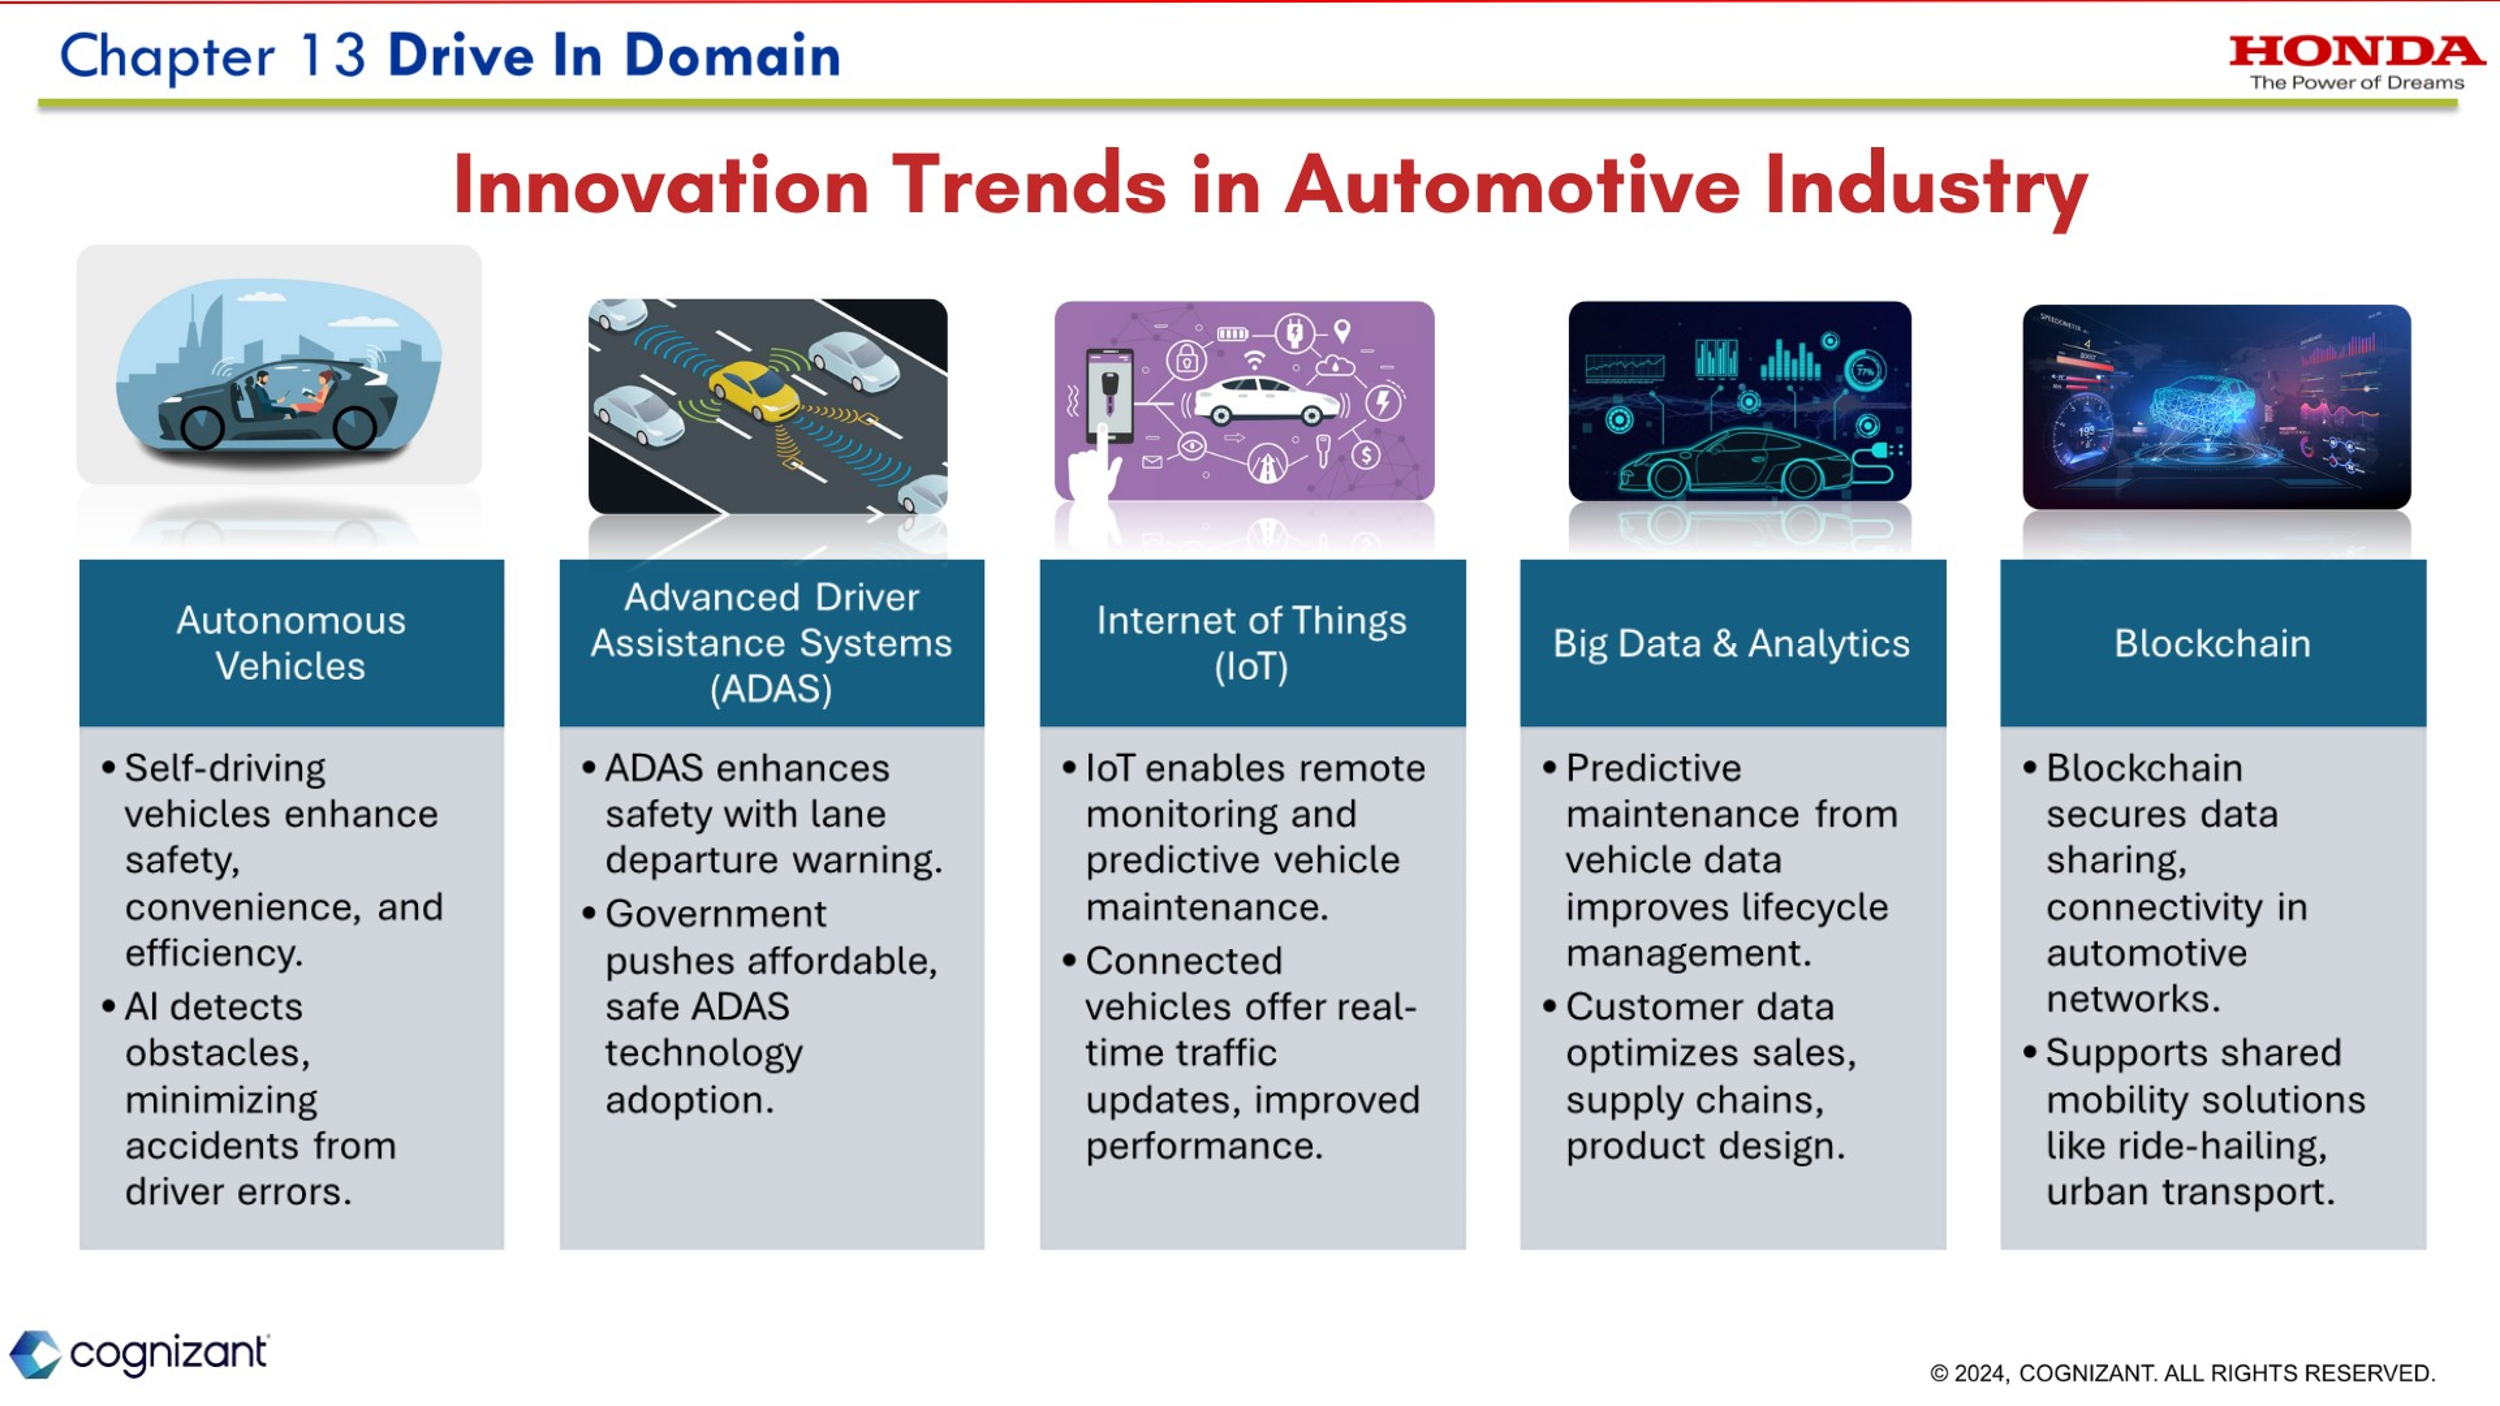 Chapter 13 Drive In Domain
HONDA
The Power of Dreams
Innovation Trends in Automotive Industry
SPEEDOMETER
4
BOOST
77%
193
Autonomous
Vehicles
• Self-driving
vehicles enhance
safety,
convenience, and
efficiency.
• AI detects
obstacles,
minimizing
accidents from
driver errors.
Advanced Driver
Assistance Systems
(ADAS)
• ADAS enhances
safety with lane
departure warning.
• Government
pushes affordable,
safe ADAS
technology
adoption.
Internet of Things
(IoT)
• IoT enables remote
monitoring and
predictive vehicle
maintenance.
• Connected
vehicles offer real-
time traffic
updates, improved
performance.
Big Data & Analytics
• Predictive
maintenance from
vehicle data
improves lifecycle
management.
• Customer data
optimizes sales,
supply chains,
product design.
Blockchain
• Blockchain
secures data
sharing,
connectivity in
automotive
networks.
• Supports shared
mobility solutions
like ride-hailing,
urban transport.
cognizant
© 2024, COGNIZANT. ALL RIGHTS RESERVED.